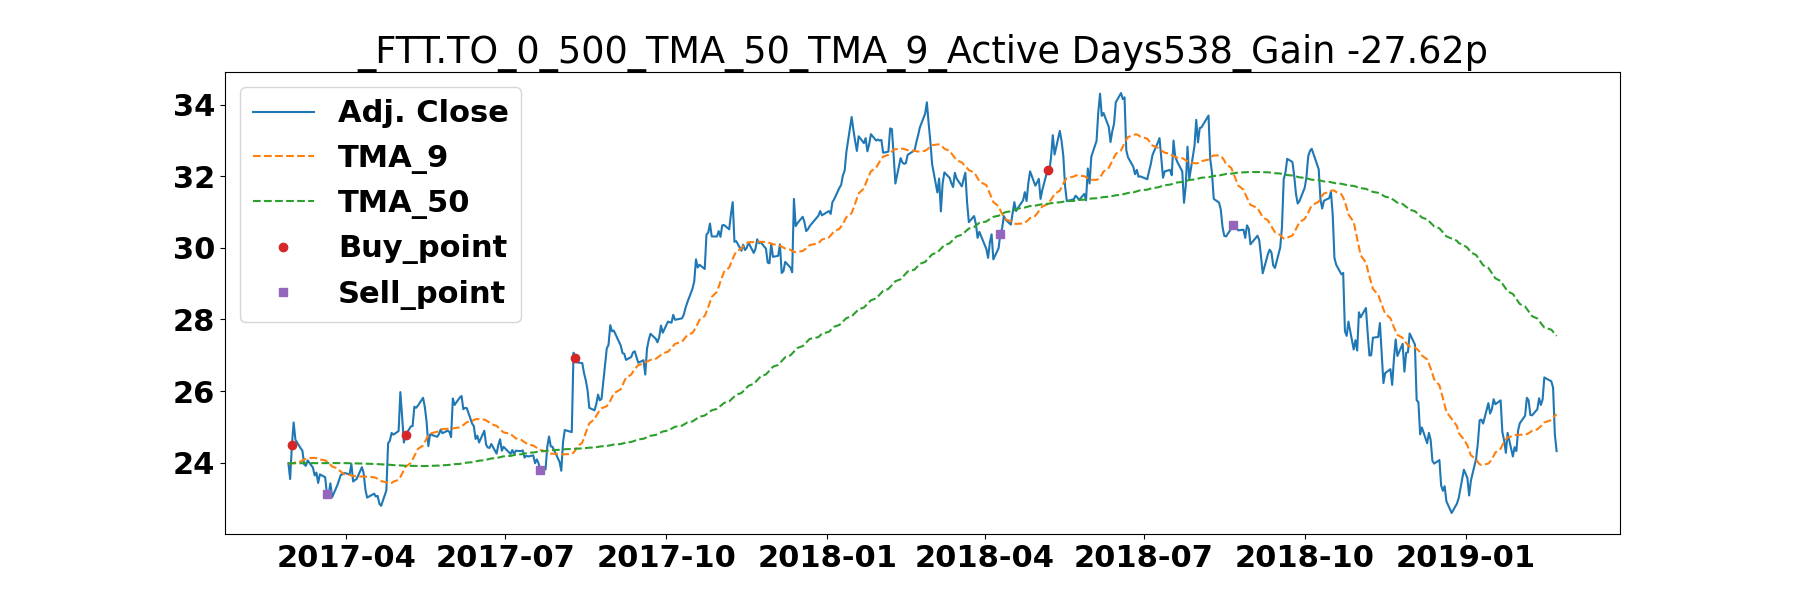 _FTT.TO_0_500_TMA_50_TMA_9_Active Days538_Gain -27.62p
34
32
30
28
26
24
Adj. Close
TMA_9
TMA_50
Buy_point
Sell_point
2017-04 2017-07 2017-10 2018-01 2018-04 2018-07 2018-10 2019-01